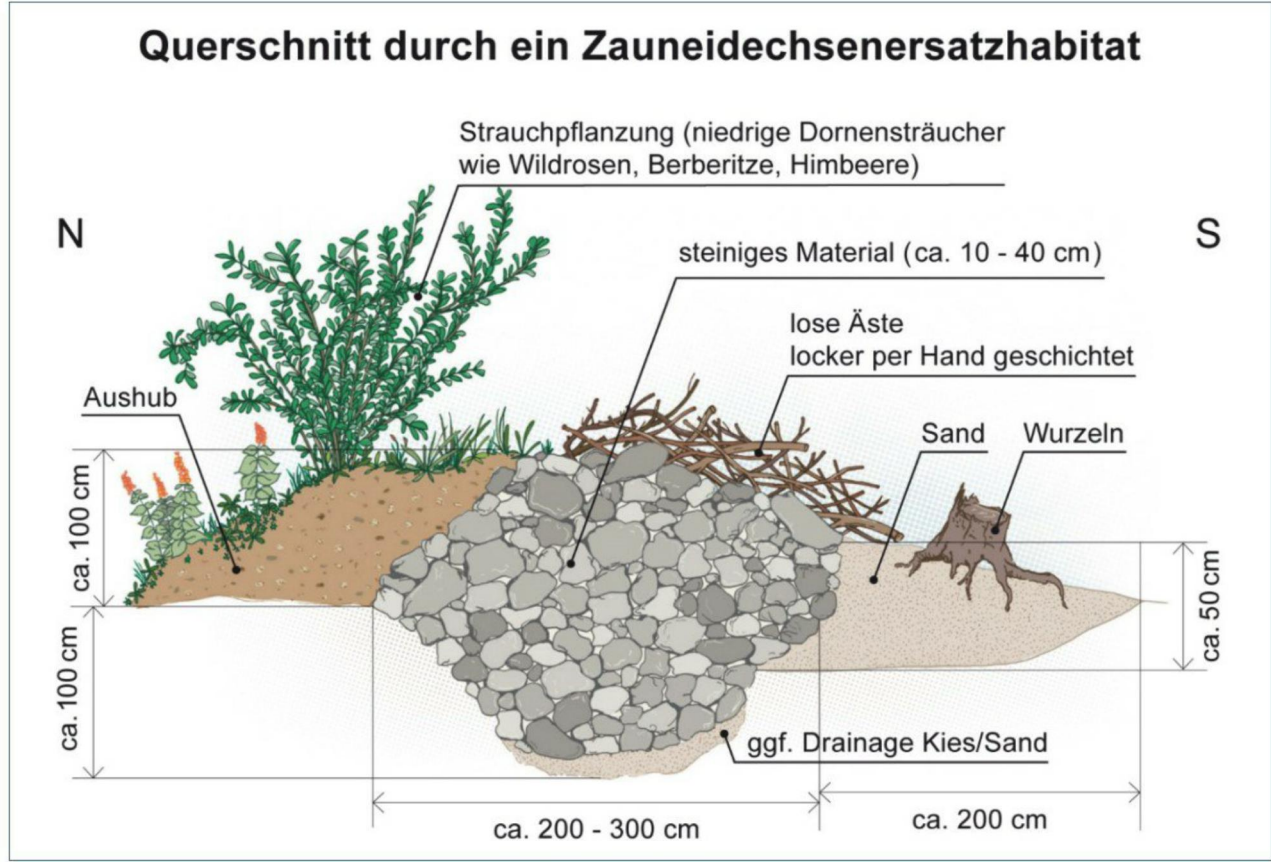 Querschnitt durch ein Zauneidechsenersatzhabitat
Strauchpflanzung (niedrige Dornensträucher
wie Wildrosen, Berberitze, Himbeere)
N
S
steiniges Material (ca. 10 - 40 cm)
lose Äste
locker per Hand geschichtet
Aushub
Sand
Wurzeln
ca. 100 cm
ca. 50 cm
ca. 100 cm
ggf. Drainage Kies/Sand
ca. 200 - 300 cm
ca. 200 cm